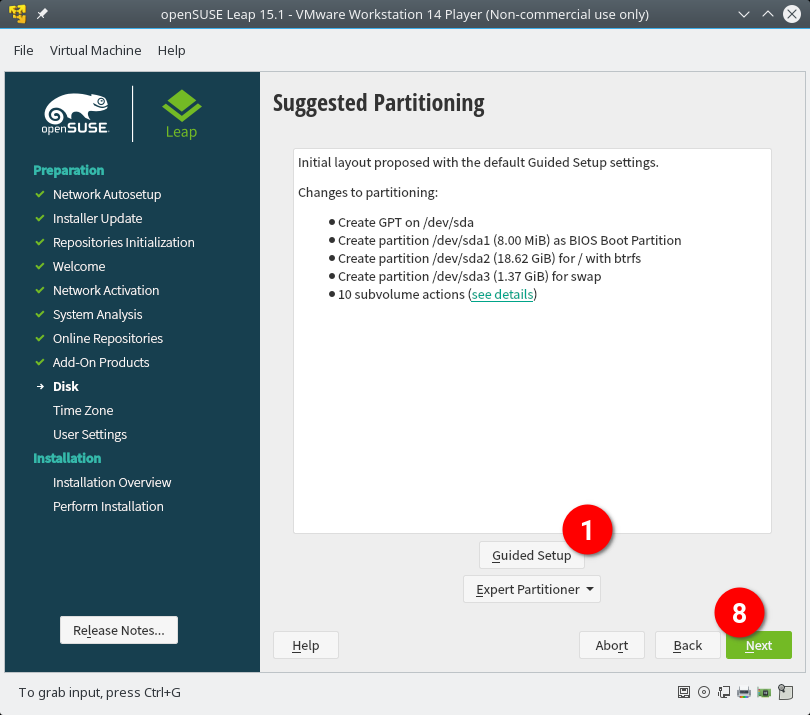 openSUSE Leap 15.1 - VMware Workstation 14 Player (Non-commercial use only)
File Virtual Machine Help
openSUSE
Leap
Preparation
Network Autosetup
Installer Update
Repositories Initialization
Welcome
Network Activation
System Analysis
Online Repositories
Add-On Products
Disk
Time Zone
User Settings
Installation
Installation Overview
Perform Installation
Release Notes...
Suggested Partitioning
Initial layout proposed with the default Guided Setup settings.
Changes to partitioning:
Create GPT on /dev/sda
Create partition /dev/sda1 (8.00 MiB) as BIOS Boot Partition
Create partition /dev/sda2 (18.62 GiB) for / with btrfs
Create partition /dev/sda3 (1.37 GiB) for swap
10 subvolume actions (see details)
1
Guided Setup
Expert Partitioner
8
Help Abort Back Next
To grab input, press Ctrl+G